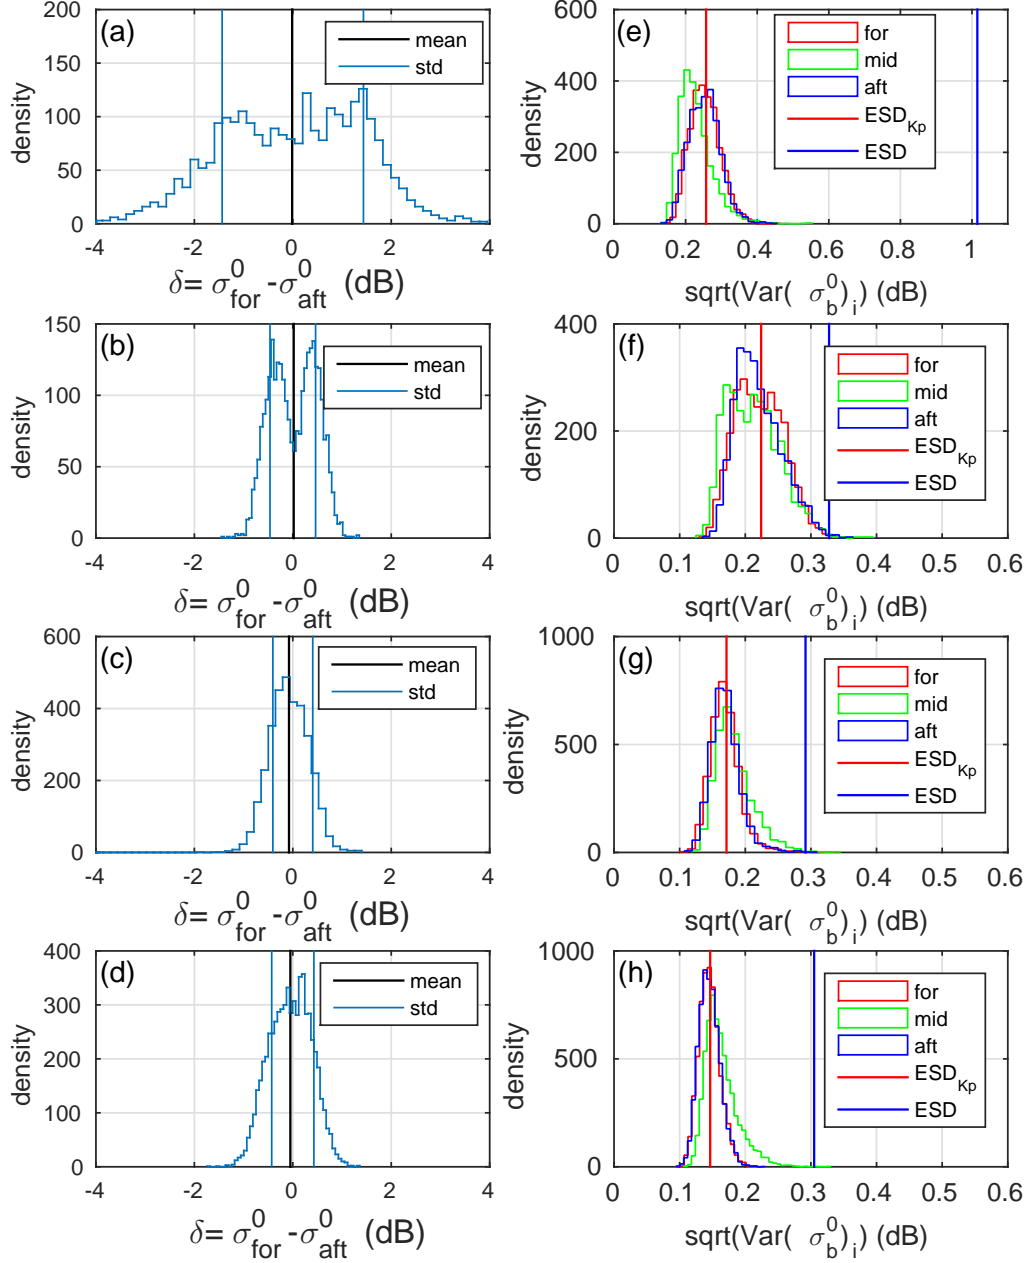 (a)
200
150
100
50
0
density
mean
std
-4 -2 0 2 4
δ= σ⁰for -σ⁰aft (dB)
(e)
600
400
200
0
density
for
mid
aft
ESD_Kp
ESD
0 0.2 0.4 0.6 0.8 1
sqrt(Var( σ⁰b)i) (dB)
(b)
150
100
50
0
density
mean
std
-4 -2 0 2 4
δ= σ⁰for -σ⁰aft (dB)
(f)
400
200
0
density
for
mid
aft
ESD_Kp
ESD
0 0.1 0.2 0.3 0.4 0.5 0.6
sqrt(Var( σ⁰b)i) (dB)
(c)
600
400
200
0
density
mean
std
-4 -2 0 2 4
δ= σ⁰for -σ⁰aft (dB)
(g)
1000
500
0
density
for
mid
aft
ESD_Kp
ESD
0 0.1 0.2 0.3 0.4 0.5 0.6
sqrt(Var( σ⁰b)i) (dB)
(d)
400
300
200
100
0
density
mean
std
-4 -2 0 2 4
δ= σ⁰for -σ⁰aft (dB)
(h)
1000
500
0
density
for
mid
aft
ESD_Kp
ESD
0 0.1 0.2 0.3 0.4 0.5 0.6
sqrt(Var( σ⁰b)i) (dB)